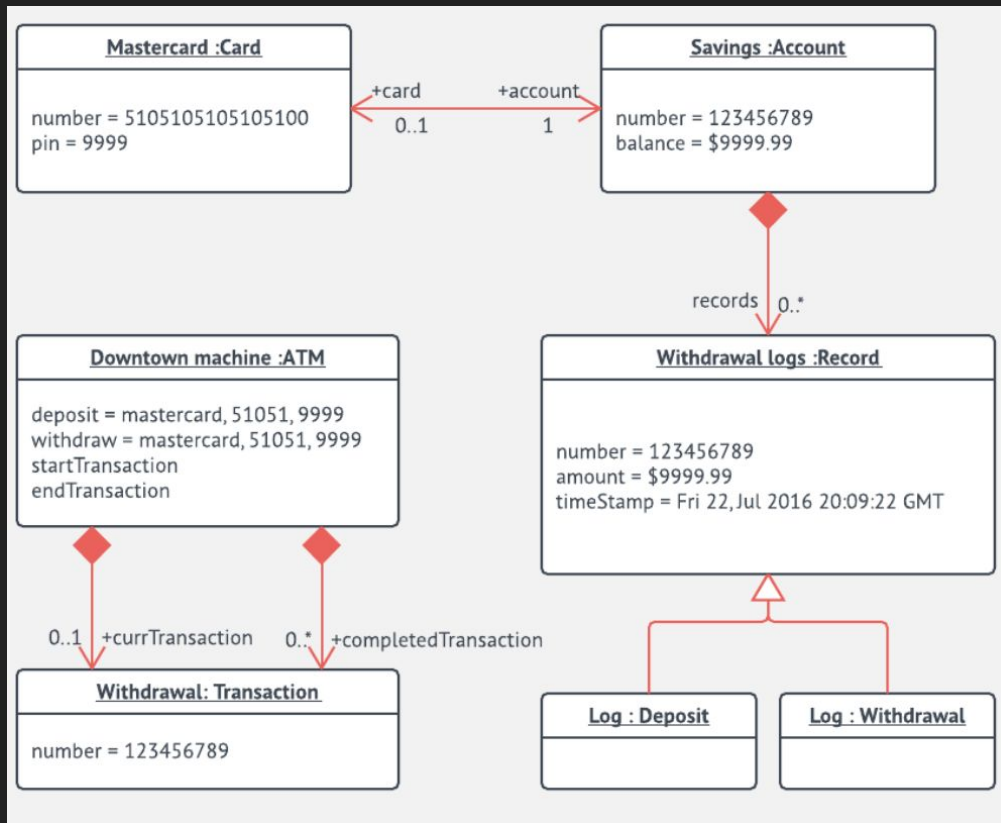 Mastercard :Card
number = 5105105105105100
pin = 9999
+card
0..1
+account
1
Savings :Account
number = 123456789
balance = $9999.99
records
0..*
Downtown machine :ATM
deposit = mastercard, 51051, 9999
withdraw = mastercard, 51051, 9999
startTransaction
endTransaction
Withdrawal logs :Record
number = 123456789
amount = $9999.99
timeStamp = Fri 22, Jul 2016 20:09:22 GMT
0..1
+currTransaction
0..*
+completedTransaction
Withdrawal: Transaction
number = 123456789
Log : Deposit
Log : Withdrawal